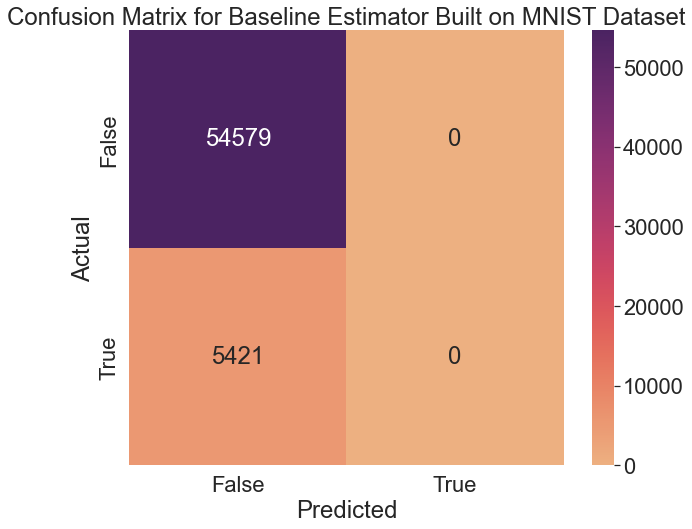 Confusion Matrix for Baseline Estimator Built on MNIST Dataset
Actual
False
True
54579
0
5421
0
False
True
Predicted
50000
40000
30000
20000
10000
0